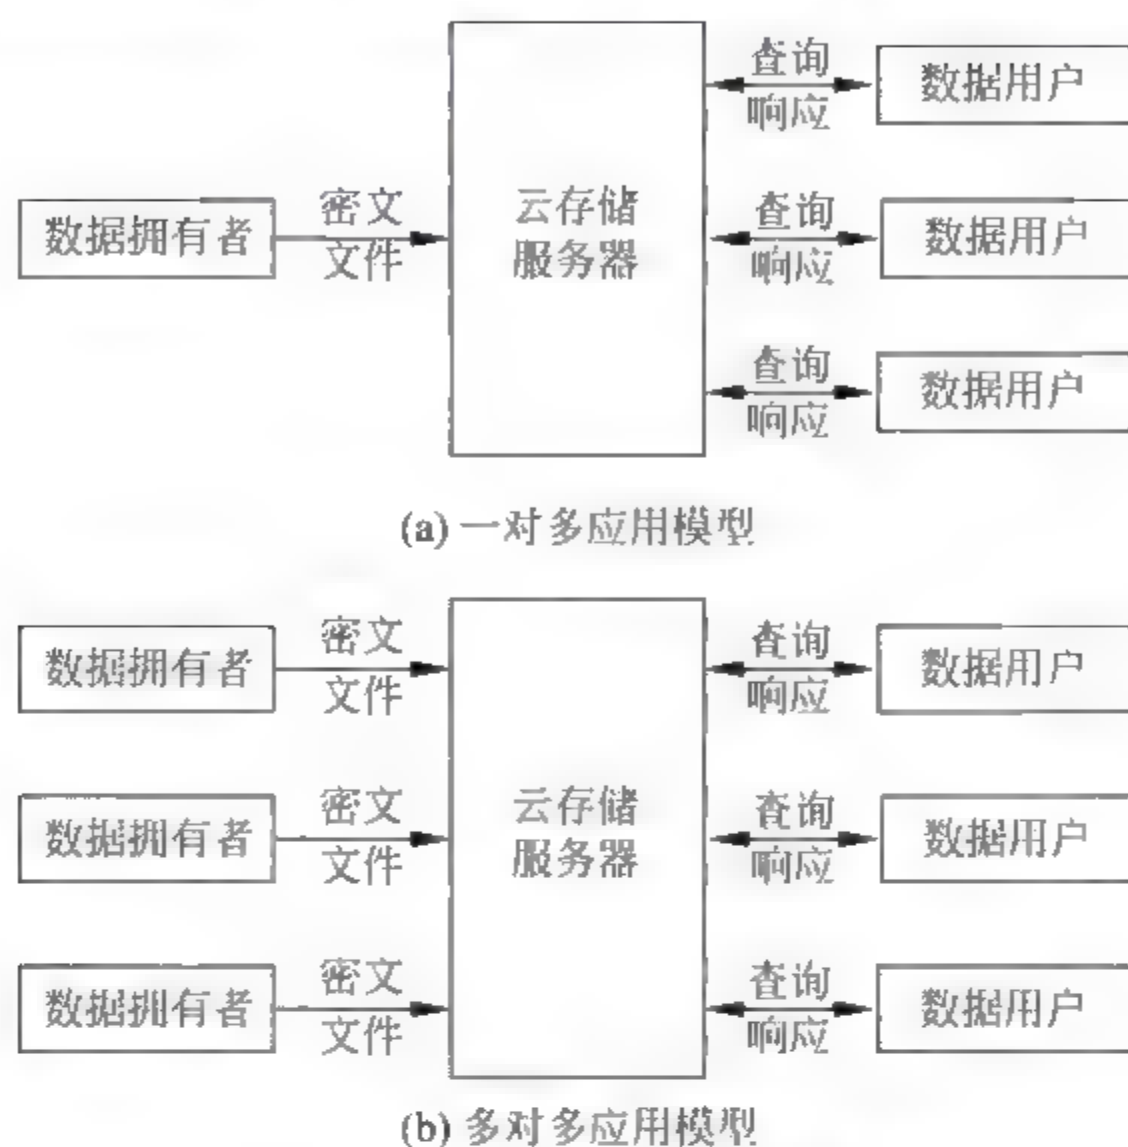 查询
响应
数据用户
数据拥有者
密文
文件
云存储
服务器
查询
响应
数据用户
查询
响应
数据用户
(a) 一对多应用模型
数据拥有者
密文
文件
查询
响应
数据用户
数据拥有者
密文
文件
云存储
服务器
查询
响应
数据用户
数据拥有者
密文
文件
查询
响应
数据用户
(b) 多对多应用模型